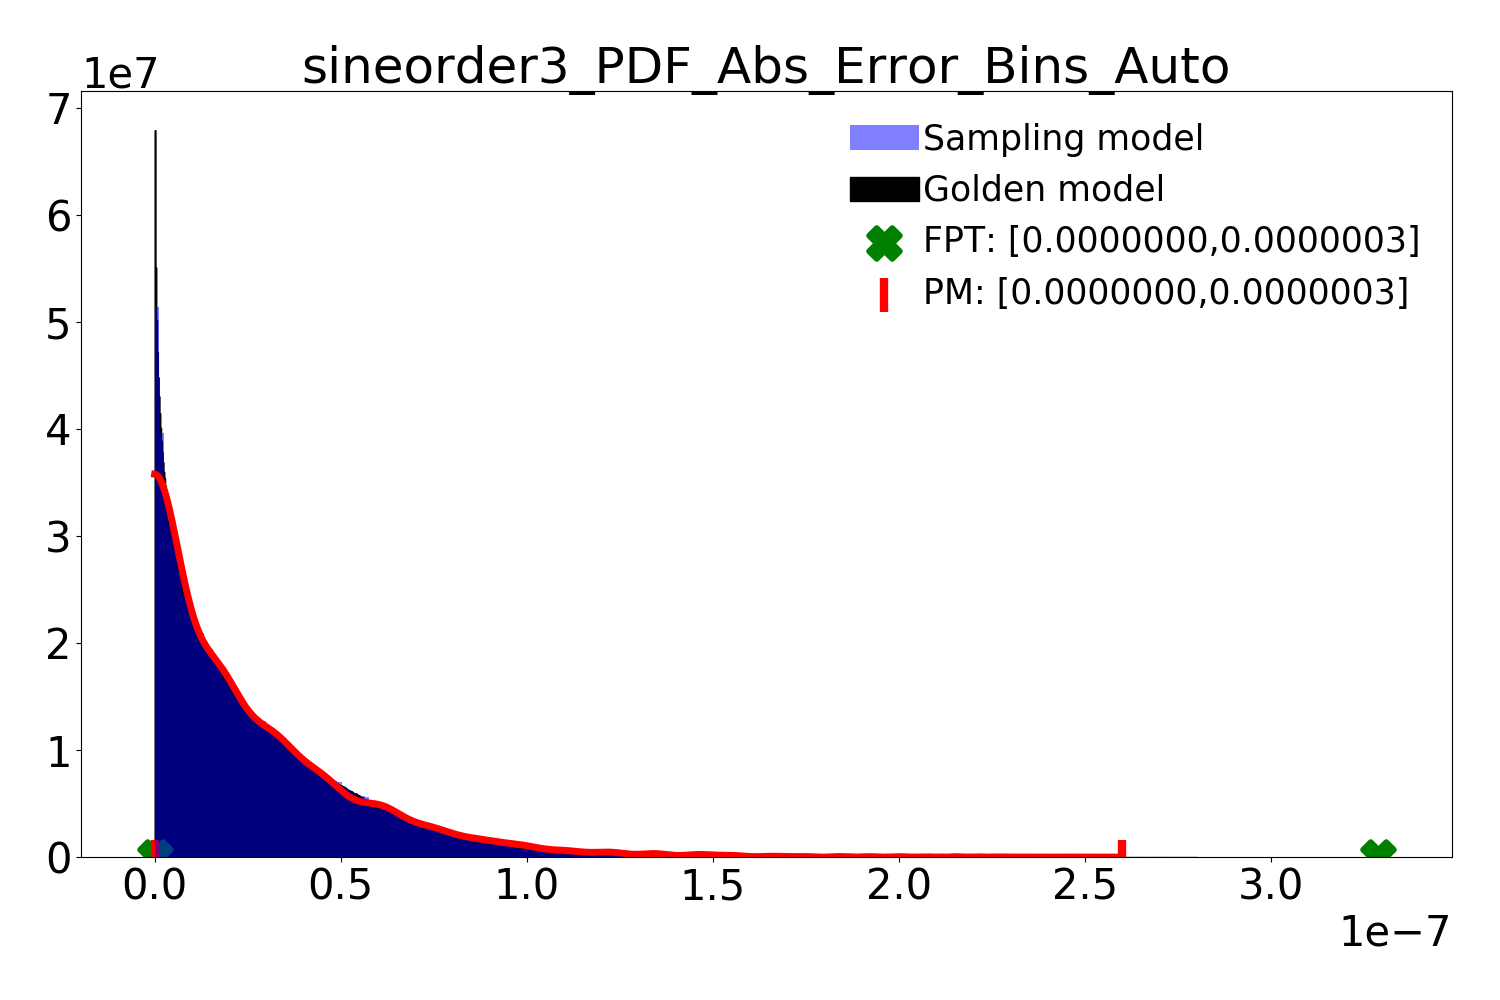 sineorder3_PDF_Abs_Error_Bins_Auto
1e7
7
6
5
4
3
2
1
0
Sampling model
Golden model
FPT: [0.0000000,0.0000003]
PM: [0.0000000,0.0000003]
0.0 0.5 1.0 1.5 2.0 2.5 3.0
1e−7